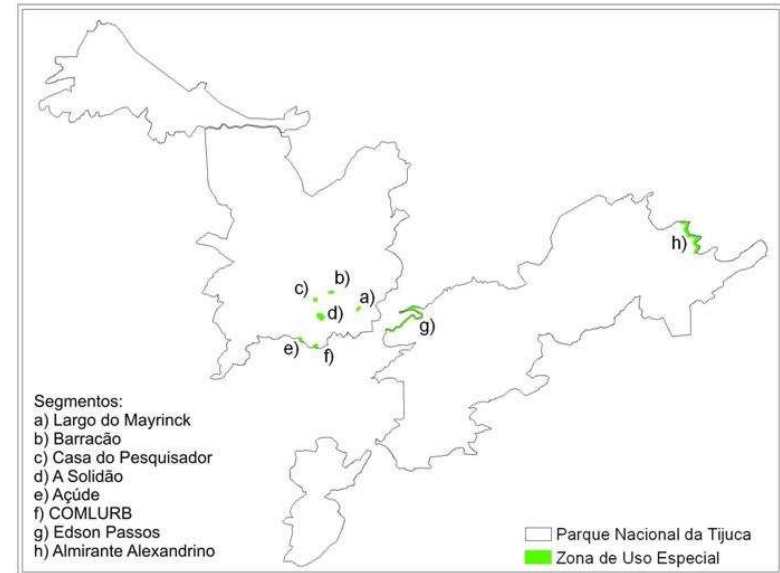 h)
b)
c)
a)
d)
g)
e)
f)
Segmentos:
a) Largo do Mayrinck
b) Barracão
c) Casa do Pesquisador
d) A Solidão
e) Açúde
f) COMLURB
g) Edson Passos
h) Almirante Alexandrino
Parque Nacional da Tijuca
Zona de Uso Especial